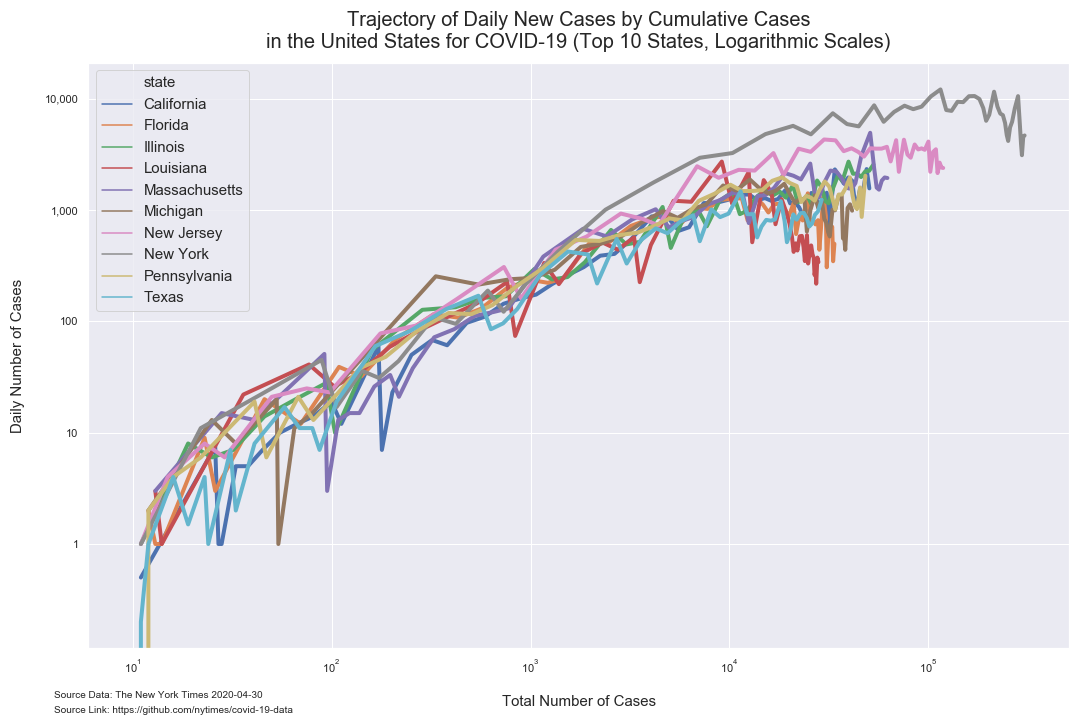 Trajectory of Daily New Cases by Cumulative Cases
in the United States for COVID-19 (Top 10 States, Logarithmic Scales)
state
California
Florida
Illinois
Louisiana
Massachusetts
Michigan
New Jersey
New York
Pennsylvania
Texas
Daily Number of Cases
10,000
1,000
100
10
1
10¹ 10² 10³ 10⁴ 10⁵
Total Number of Cases
Source Data: The New York Times 2020-04-30
Source Link: https://github.com/nytimes/covid-19-data